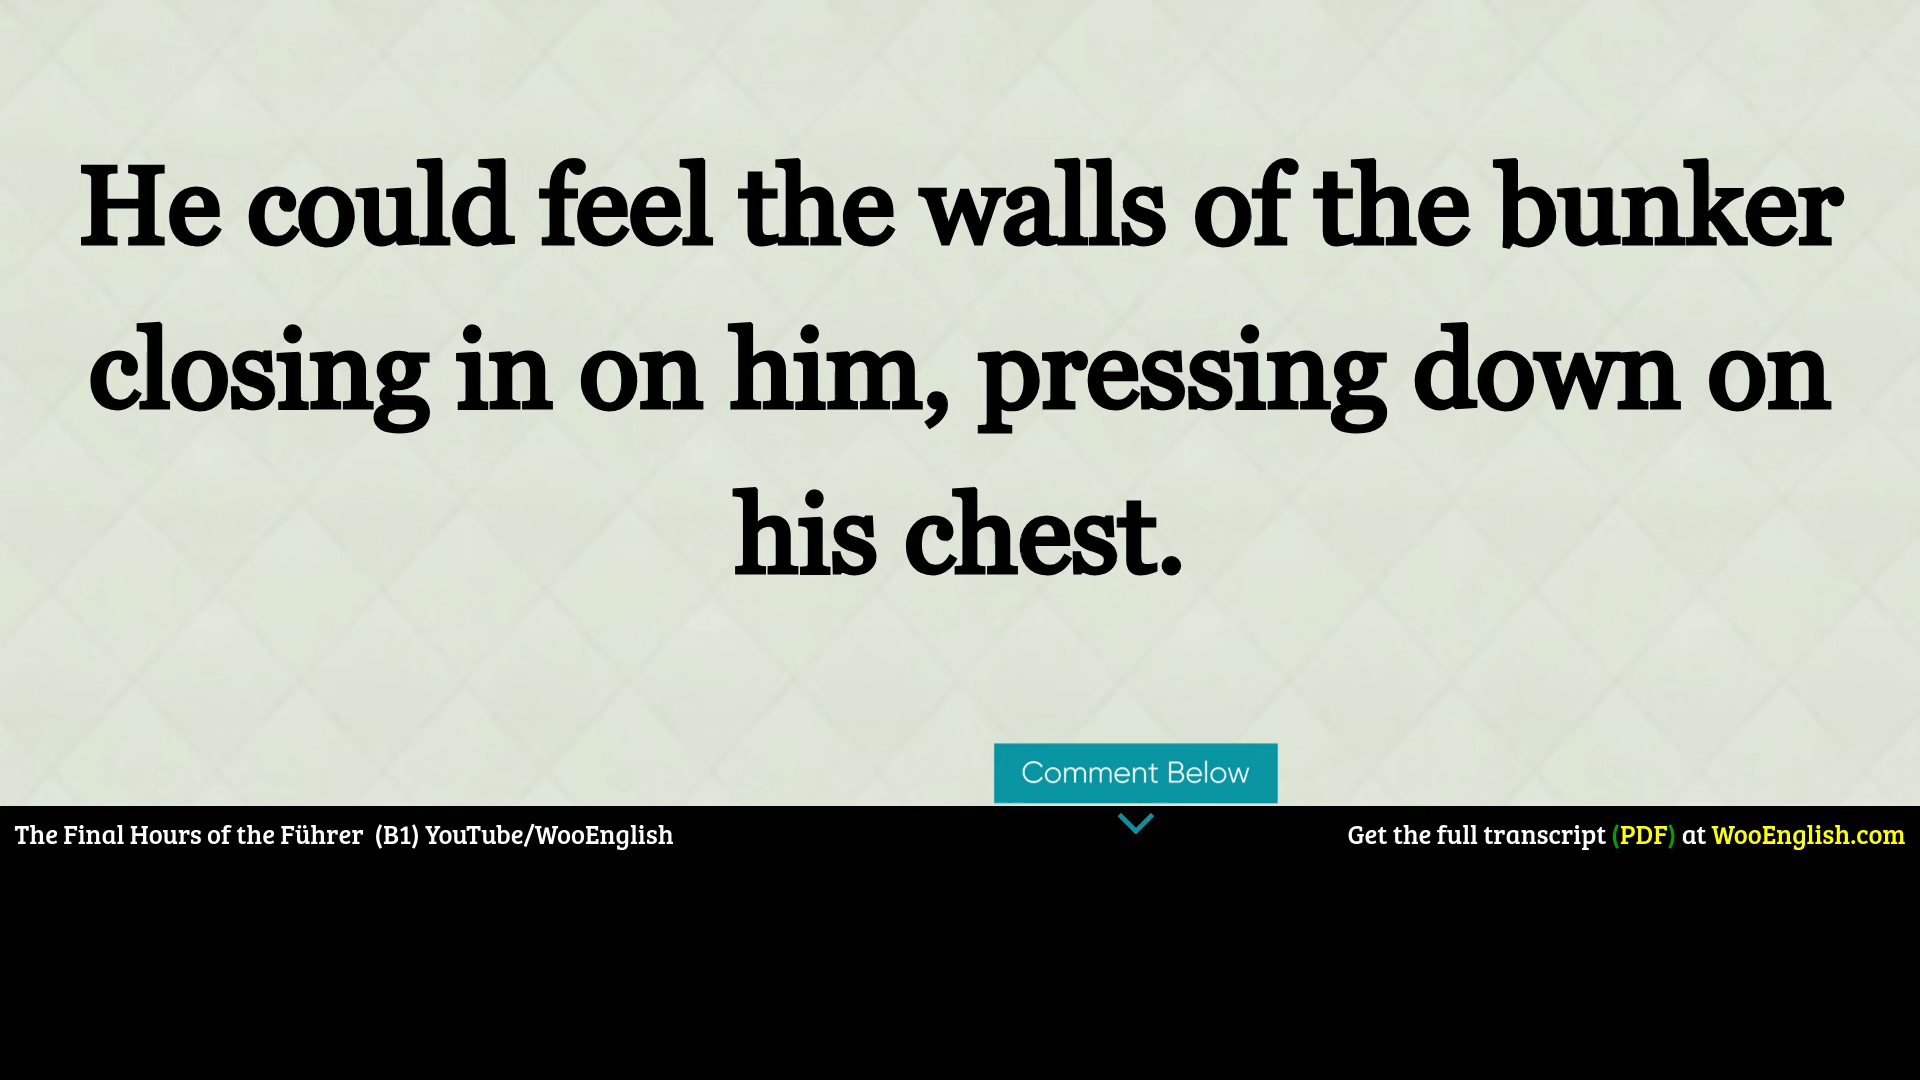 He could feel the walls of the bunker
closing in on him, pressing down on
his chest.
Comment Below
The Final Hours of the Führer (B1) YouTube/WooEnglish
Get the full transcript (PDF) at WooEnglish.com